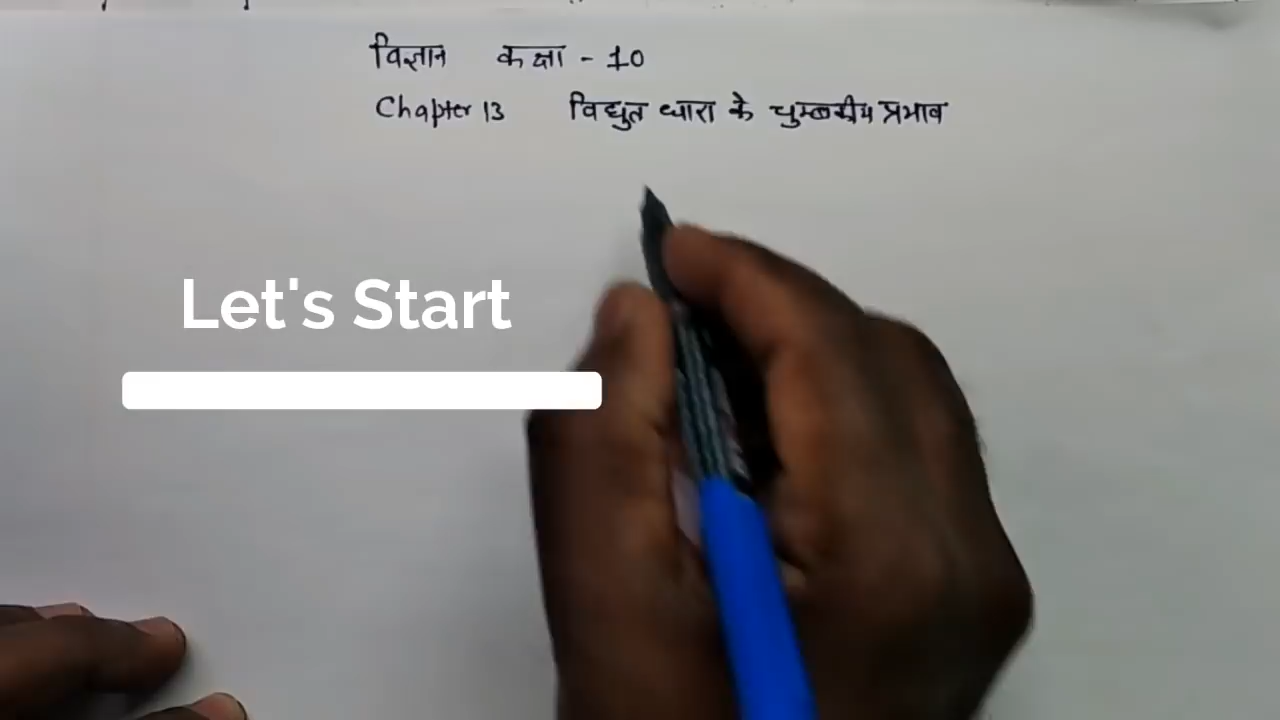 विज्ञान कक्षा - 10
Chapter 13 विद्युत धारा के चुम्बकीय प्रभाव
Let's Start